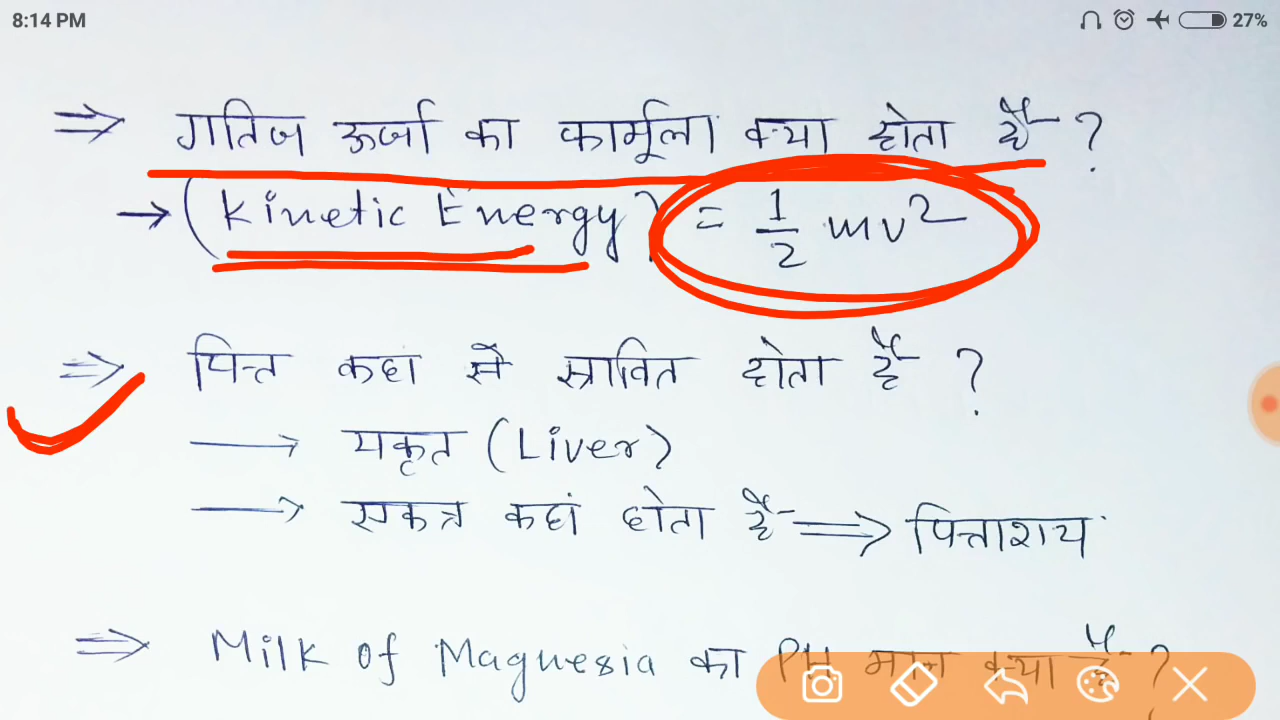 8:14 PM 27%
⇒ गतिज ऊर्जा का फार्मूला क्या होता है ?
→ (Kinetic Energy) = 1/2 mv²
⇒ पित्त कहां से स्रावित होता है ?
→ यकृत (Liver)
→ एकत्र कहां होता है ⇒ पित्ताशय
⇒ Milk of Magnesia का PH मान क्या है ?